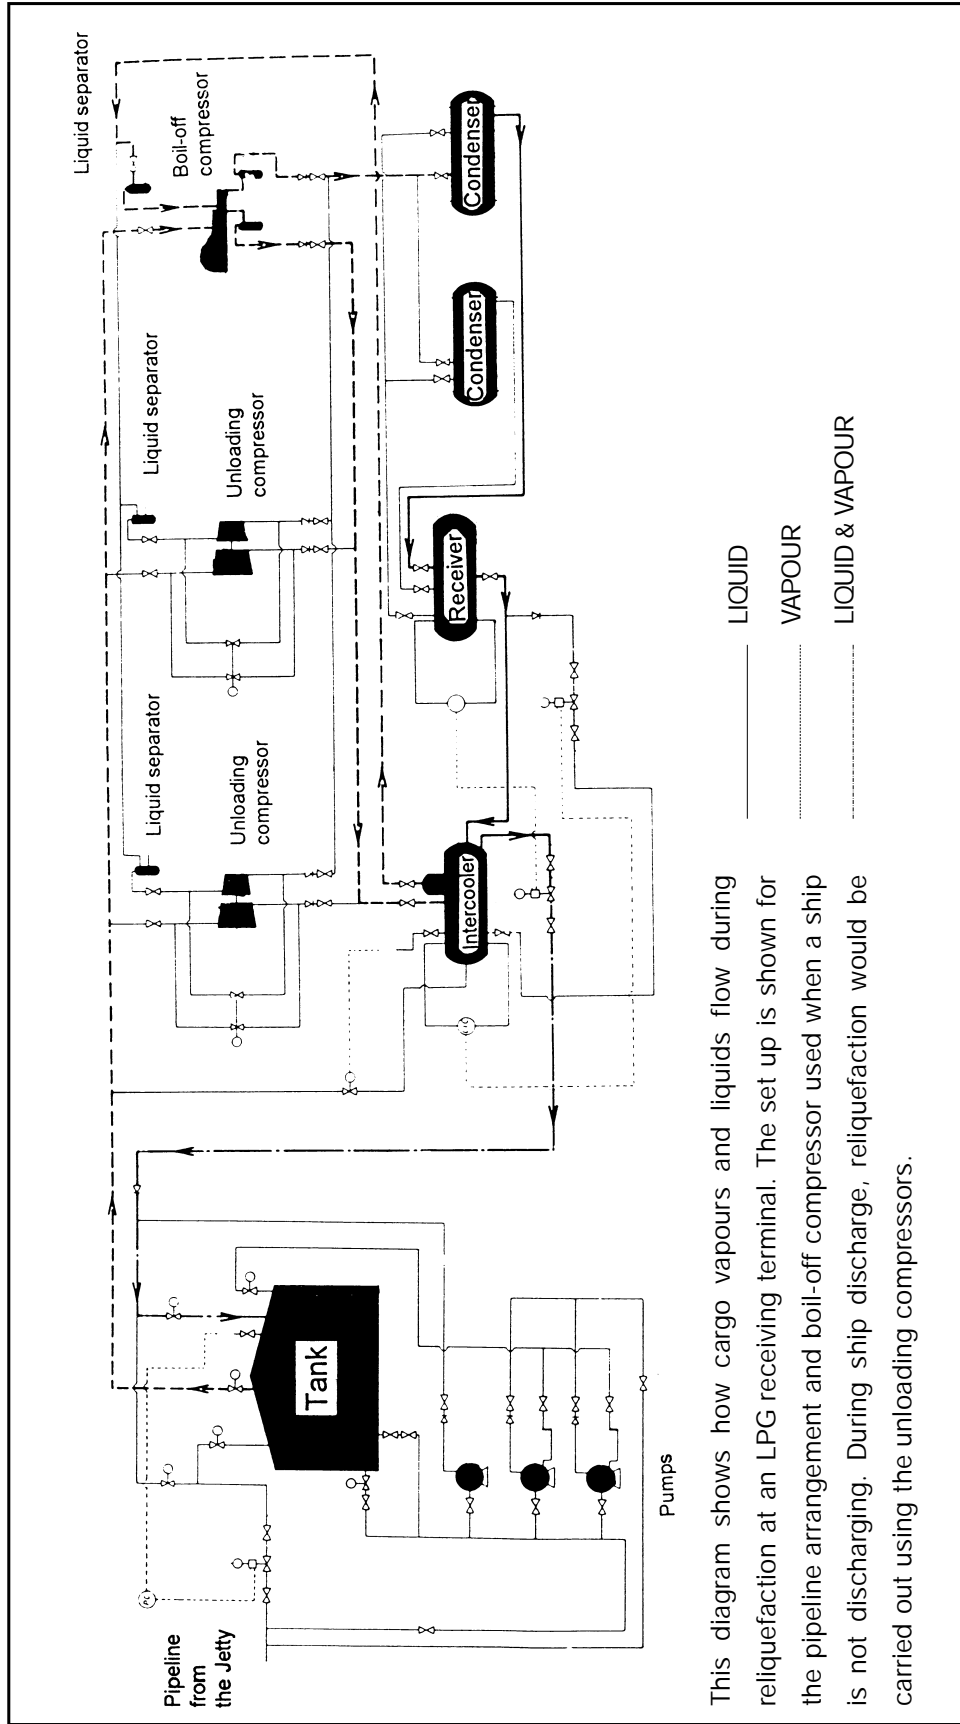 Pipeline
from
the Jetty
PC
Tank
Pumps
Liquid separator
Unloading
compressor
Liquid separator
Unloading
compressor
Liquid separator
Boil-off
compressor
Intercooler
Receiver
Condenser
Condenser
This diagram shows how cargo vapours and liquids flow during
reliquefaction at an LPG receiving terminal. The set up is shown for
the pipeline arrangement and boil-off compressor used when a ship
is not discharging. During ship discharge, reliquefaction would be
carried out using the unloading compressors.
LIQUID
VAPOUR
LIQUID & VAPOUR